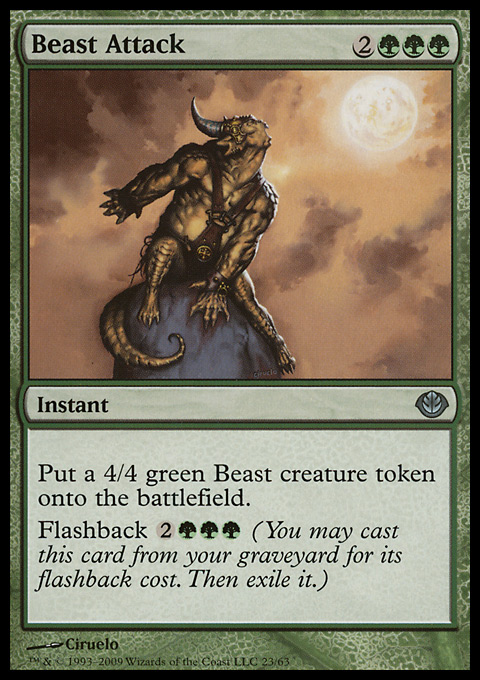 Beast Attack 2
Ciruelo
Instant
Put a 4/4 green Beast creature token
onto the battlefield.
Flashback 2 (You may cast
this card from your graveyard for its
flashback cost. Then exile it.)
Ciruelo
™ & © 1993–2009 Wizards of the Coast LLC 23/63